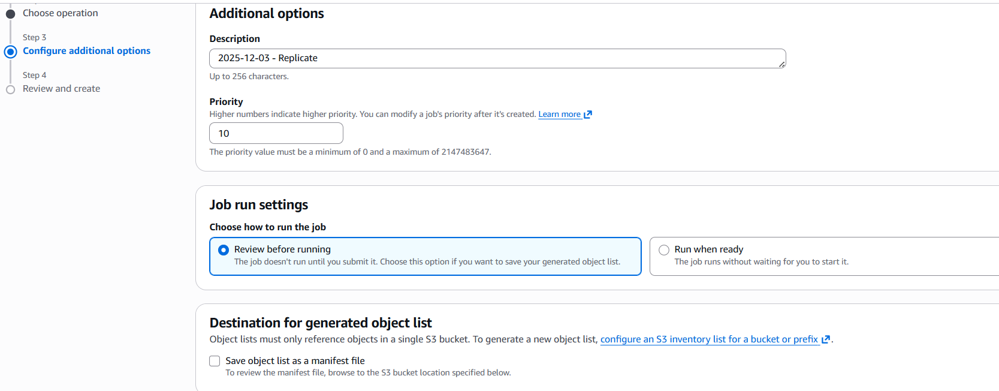 Choose operation
Step 3
Configure additional options
Step 4
Review and create
Additional options
Description
2025-12-03 - Replicate
Up to 256 characters.
Priority
Higher numbers indicate higher priority. You can modify a job's priority after it's created. Learn more
10
The priority value must be a minimum of 0 and a maximum of 2147483647.
Job run settings
Choose how to run the job
Review before running
The job doesn't run until you submit it. Choose this option if you want to save your generated object list.
Run when ready
The job runs without waiting for you to start it.
Destination for generated object list
Object lists must only reference objects in a single S3 bucket. To generate a new object list, configure an S3 inventory list for a bucket or prefix.
Save object list as a manifest file
To review the manifest file, browse to the S3 bucket location specified below.